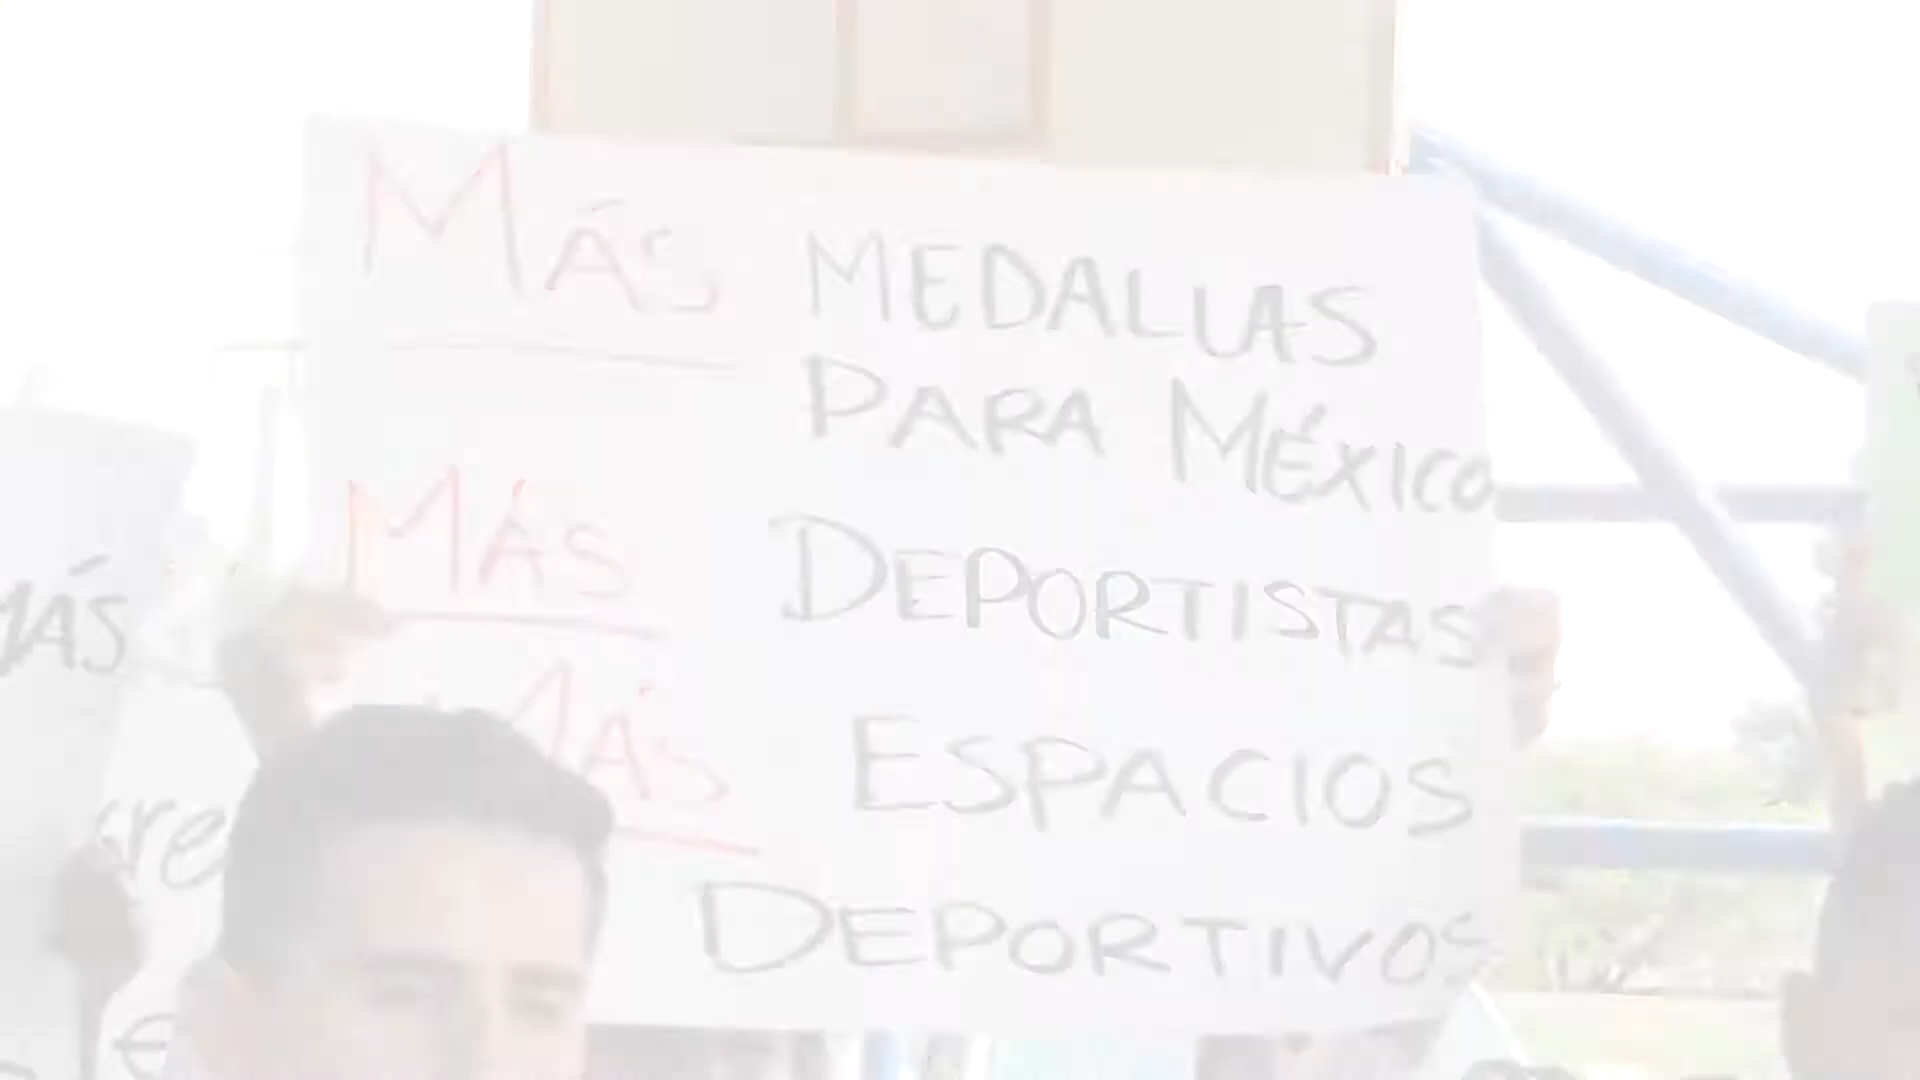 MÁS MEDALLAS
PARA MÉXICO
MÁS DEPORTISTAS
MÁS ESPACIOS
DEPORTIVOS
MÁS